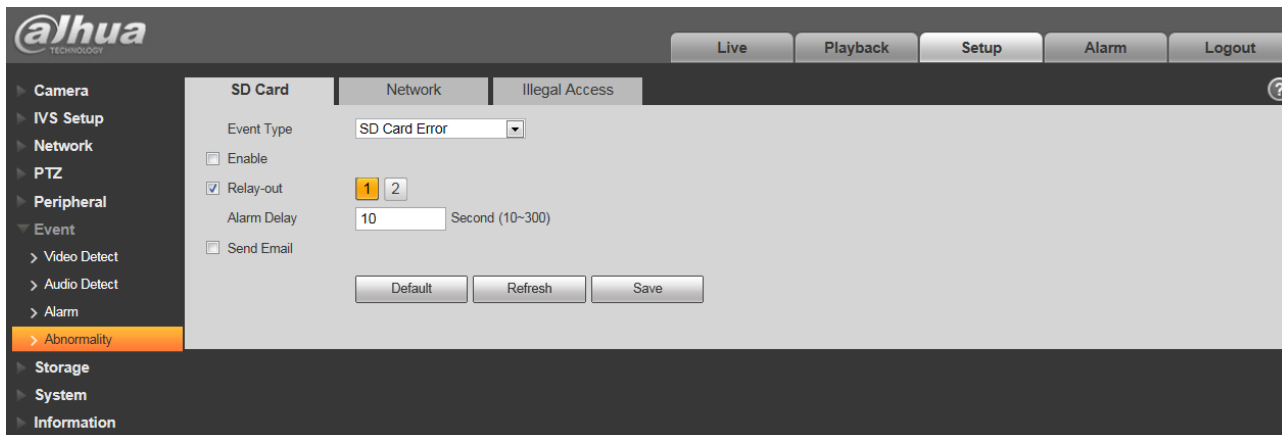 alhua
TECHNOLOGY
Live Playback Setup Alarm Logout
Camera
IVS Setup
Network
PTZ
Peripheral
Event
Video Detect
Audio Detect
Alarm
Abnormality
Storage
System
Information
SD Card Network Illegal Access ?
Event Type SD Card Error
Enable
Relay-out 1 2
Alarm Delay 10 Second (10~300)
Send Email
Default Refresh Save